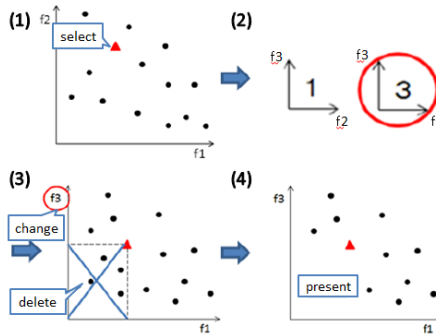 (1)
f2
select
f1
(2)
f3
1
f2
f3
3
f
(3)
f3
change
delete
f1
(4)
f3
present
f1